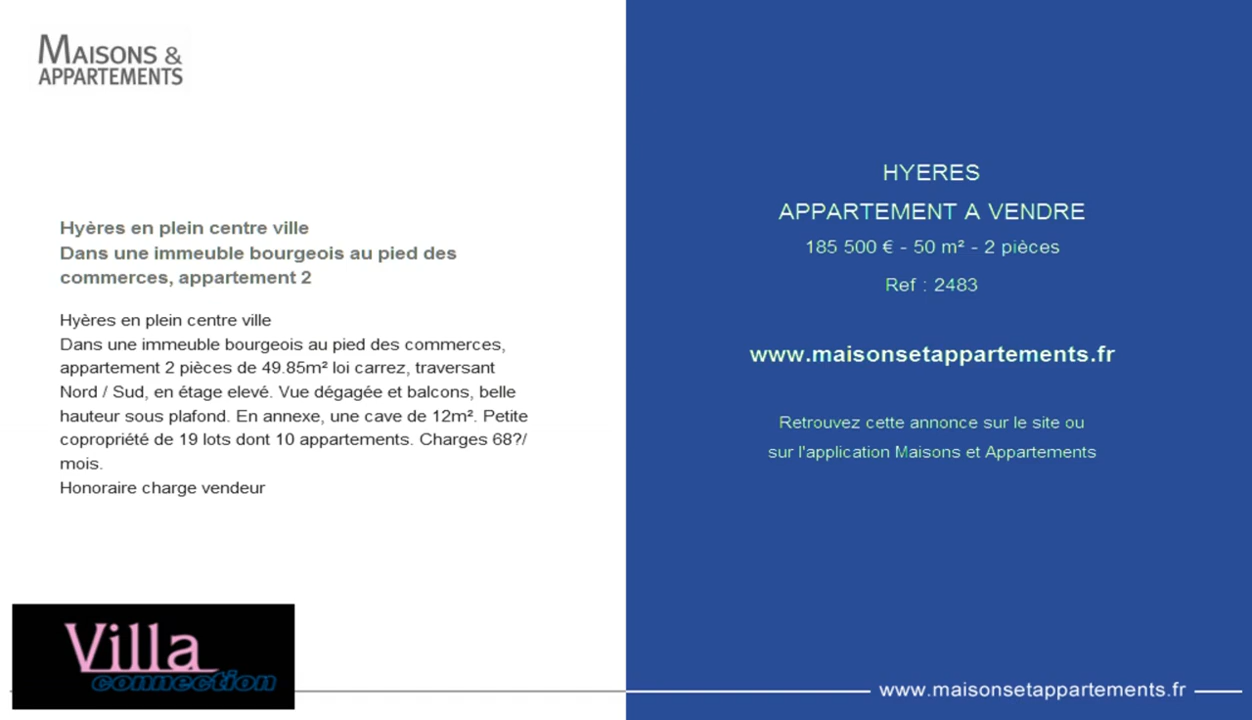 MAISONS &
APPARTEMENTS
Hyères en plein centre ville
Dans une immeuble bourgeois au pied des
commerces, appartement 2
Hyères en plein centre ville
Dans une immeuble bourgeois au pied des commerces,
appartement 2 pièces de 49.85m² loi carrez, traversant
Nord / Sud, en étage elevé. Vue dégagée et balcons, belle
hauteur sous plafond. En annexe, une cave de 12m². Petite
copropriété de 19 lots dont 10 appartements. Charges 68?/
mois.
Honoraire charge vendeur
Villa
connection
HYERES
APPARTEMENT A VENDRE
185 500 € - 50 m² - 2 pièces
Ref : 2483
www.maisonsetappartements.fr
Retrouvez cette annonce sur le site ou
sur l'application Maisons et Appartements
www.maisonsetappartements.fr